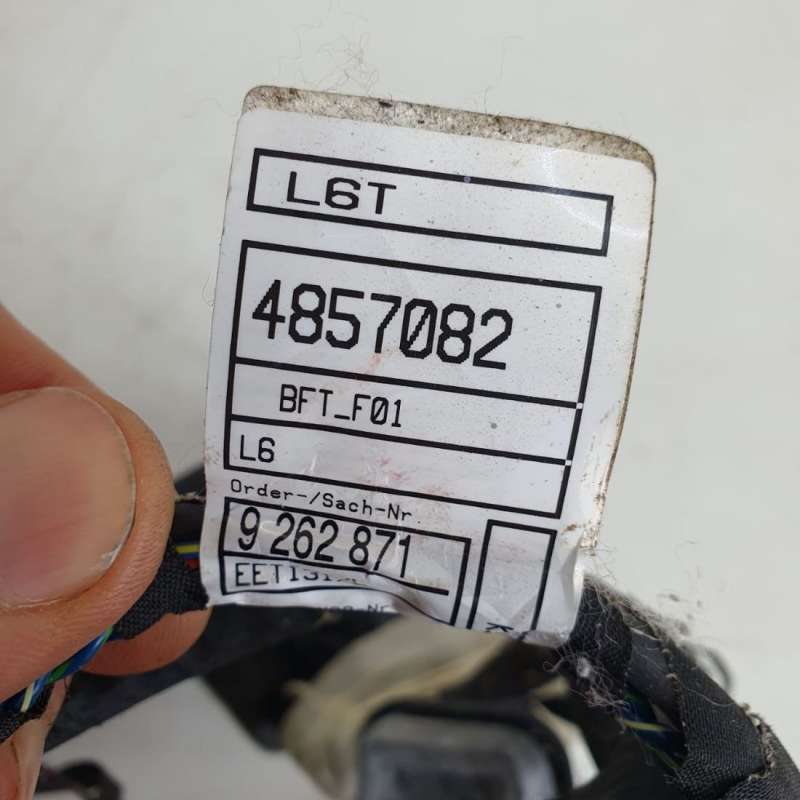 L6T
4857082
BFT_F01
L6
Order-/Sach-Nr.
9 262 871